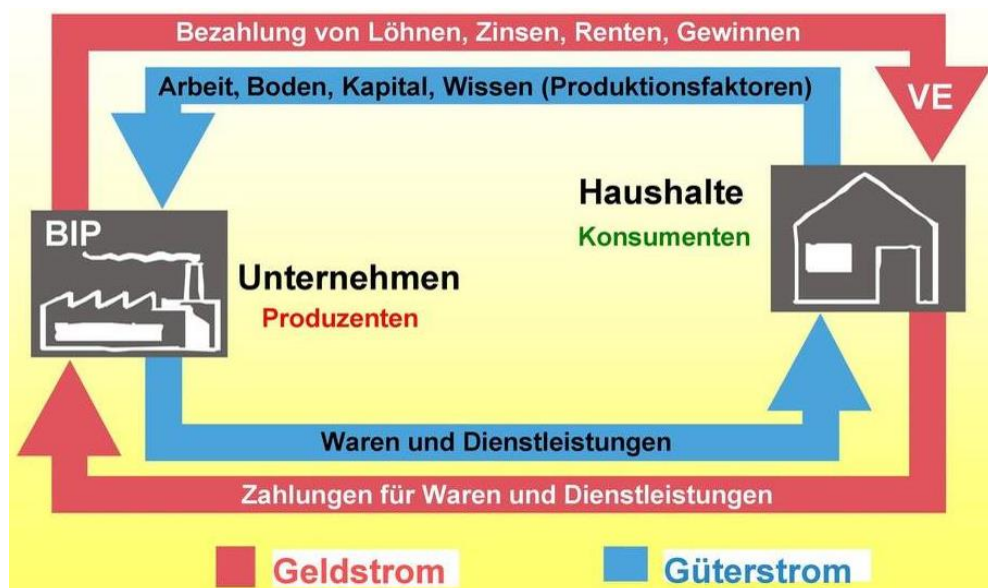 Bezahlung von Löhnen, Zinsen, Renten, Gewinnen
Arbeit, Boden, Kapital, Wissen (Produktionsfaktoren)
VE
Haushalte
Konsumenten
BIP
Unternehmen
Produzenten
Waren und Dienstleistungen
Zahlungen für Waren und Dienstleistungen
Geldstrom
Güterstrom